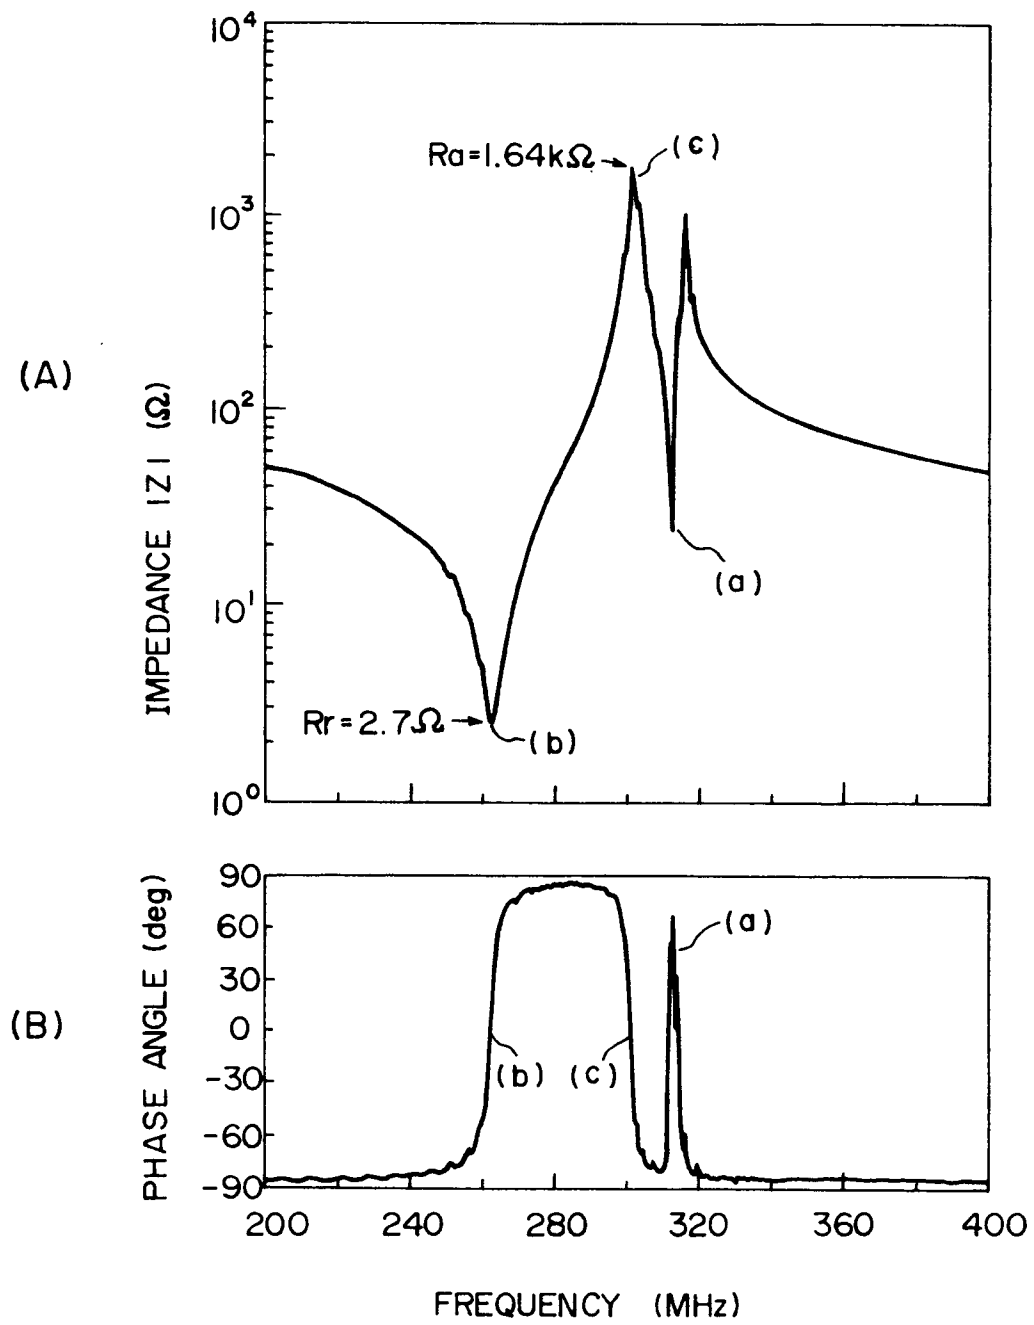 10⁴
Ra=1.64kΩ
(c)
10³
(A)
IMPEDANCE |Z| (Ω)
10²
(a)
10¹
Rr=2.7Ω
(b)
10⁰
(B)
PHASE ANGLE (deg)
90
60
30
0
-30
-60
-90
(a)
(b) (c)
200 240 280 320 360 400
FREQUENCY (MHz)